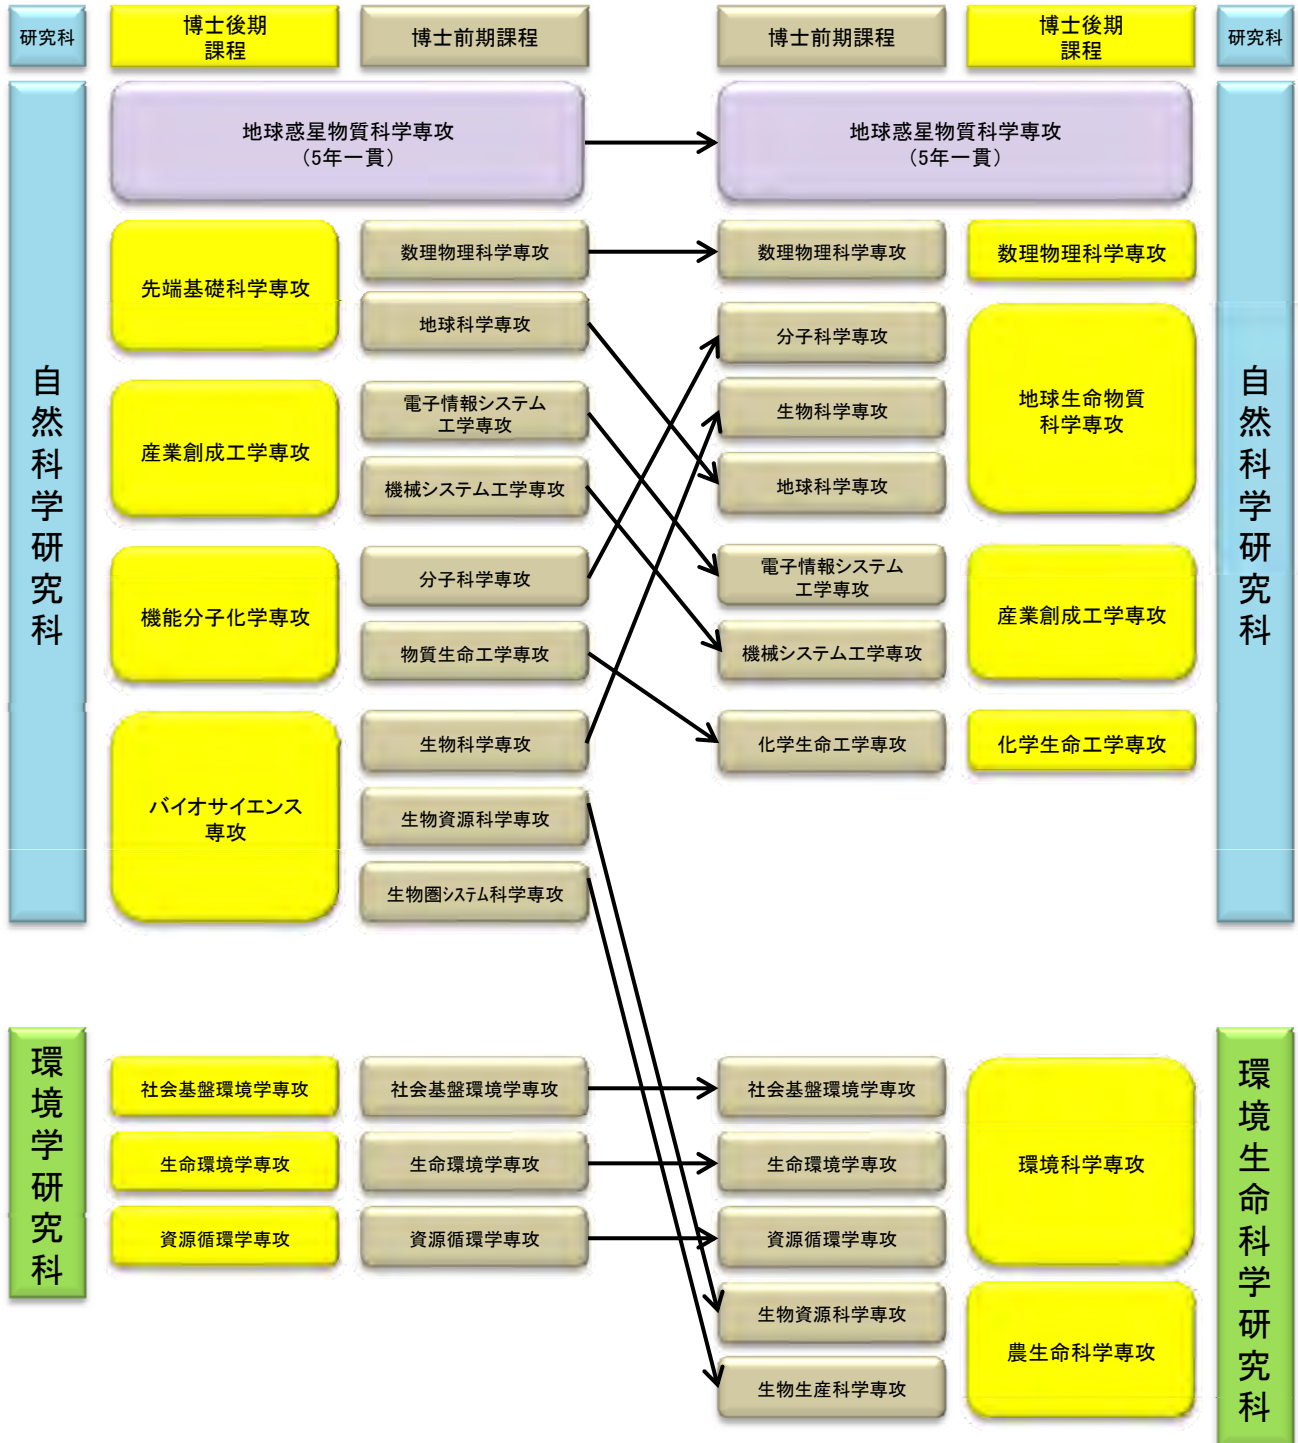 研究科
博士後期
課程
博士前期課程
博士前期課程
博士後期
課程
研究科
自然科学研究科
地球惑星物質科学専攻
（5年一貫）
地球惑星物質科学専攻
（5年一貫）
自然科学研究科
先端基礎科学専攻
数理物理科学専攻
地球科学専攻
産業創成工学専攻
電子情報システム
工学専攻
機械システム工学専攻
機能分子化学専攻
分子科学専攻
物質生命工学専攻
バイオサイエンス
専攻
生物科学専攻
生物資源科学専攻
生物圏システム科学専攻
数理物理科学専攻
数理物理科学専攻
分子科学専攻
生物科学専攻
地球科学専攻
地球生命物質
科学専攻
電子情報システム
工学専攻
機械システム工学専攻
産業創成工学専攻
化学生命工学専攻
化学生命工学専攻
環境学研究科
社会基盤環境学専攻
社会基盤環境学専攻
生命環境学専攻
生命環境学専攻
資源循環学専攻
資源循環学専攻
社会基盤環境学専攻
生命環境学専攻
資源循環学専攻
環境科学専攻
生物資源科学専攻
生物生産科学専攻
農生命科学専攻
環境生命科学研究科